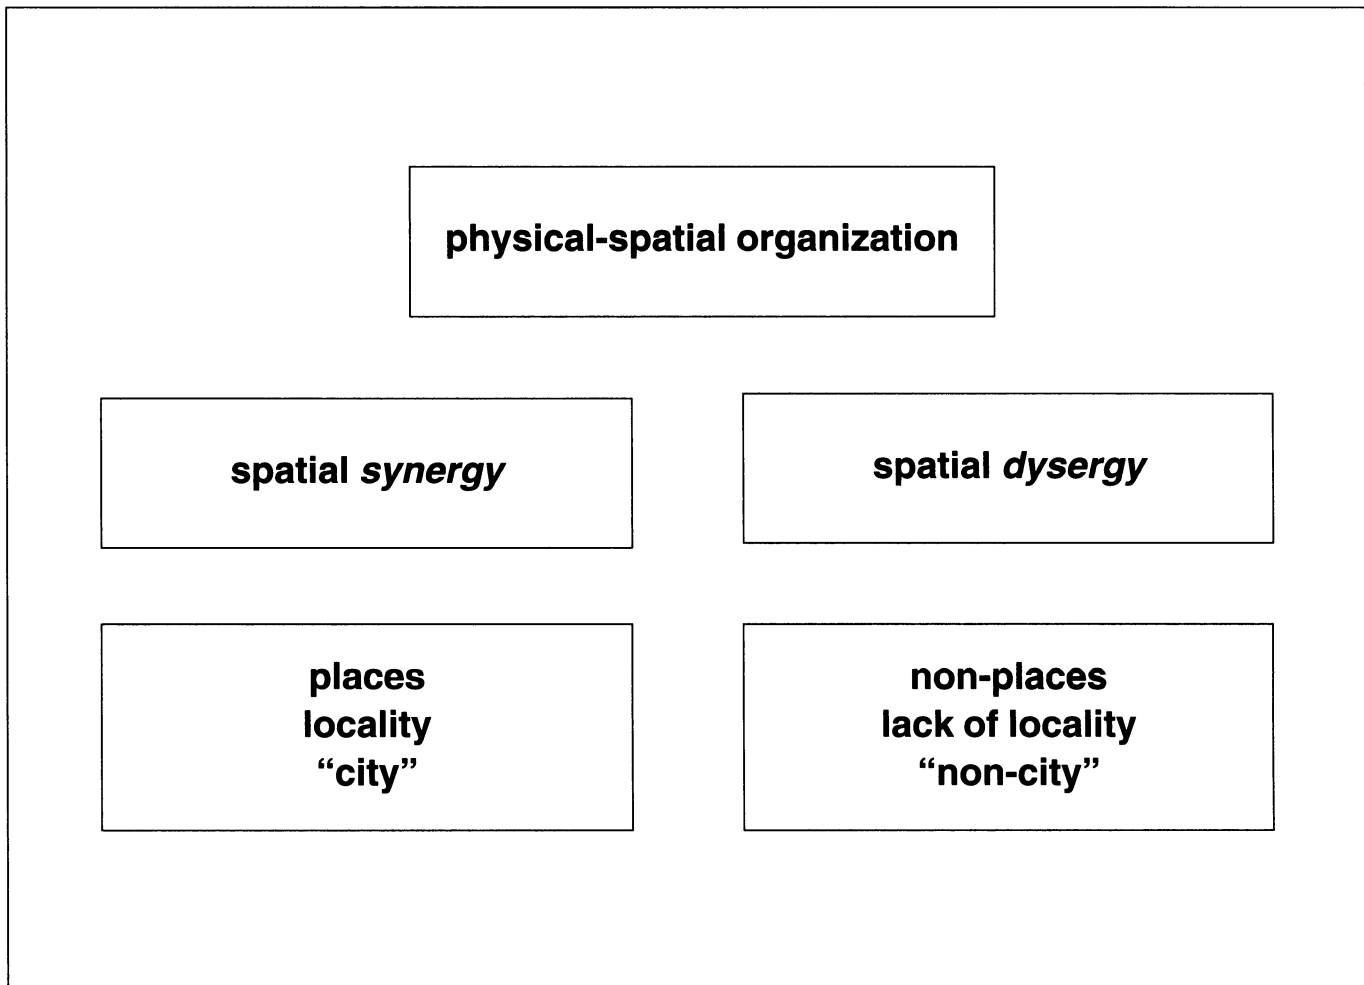 physical-spatial organization
spatial synergy
spatial dysergy
places
locality
“city”
non-places
lack of locality
“non-city”